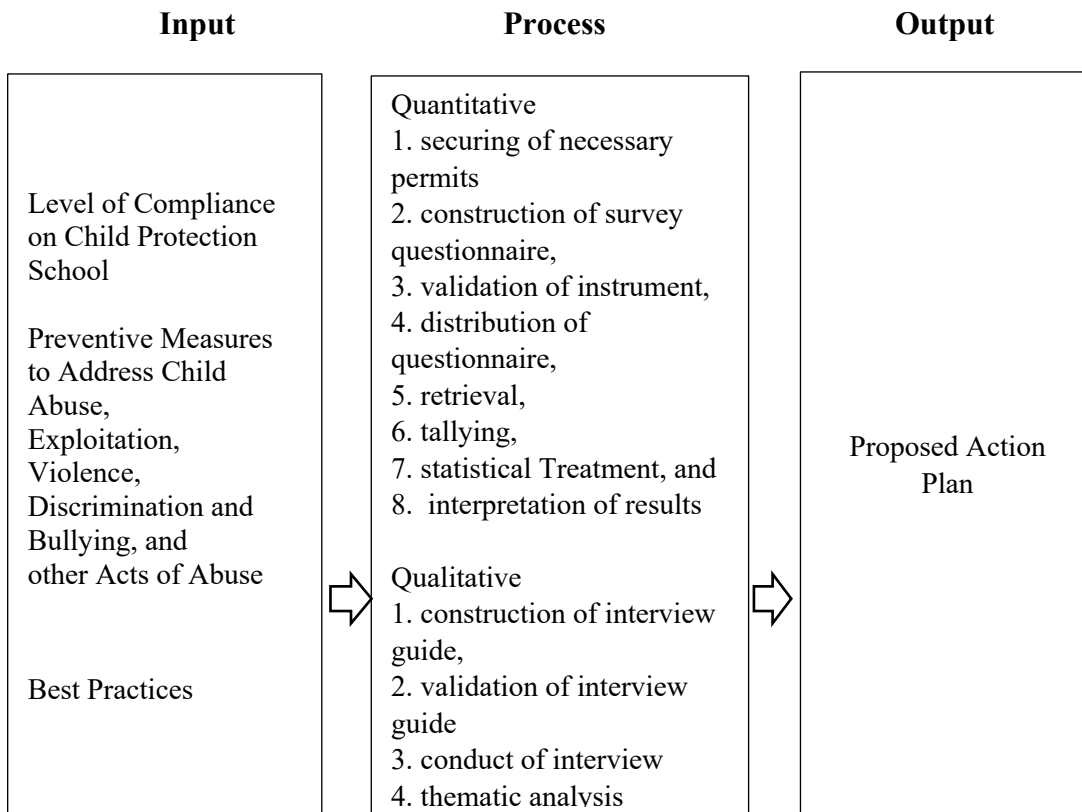 Input
Process
Output
Level of Compliance
on Child Protection
School
Preventive Measures
to Address Child
Abuse,
Exploitation,
Violence,
Discrimination and
Bullying, and
other Acts of Abuse
Best Practices
Quantitative
1. securing of necessary
permits
2. construction of survey
questionnaire,
3. validation of instrument,
4. distribution of
questionnaire,
5. retrieval,
6. tallying,
7. statistical Treatment, and
8. interpretation of results
Qualitative
1. construction of interview
guide,
2. validation of interview
guide
3. conduct of interview
4. thematic analysis
Proposed Action
Plan